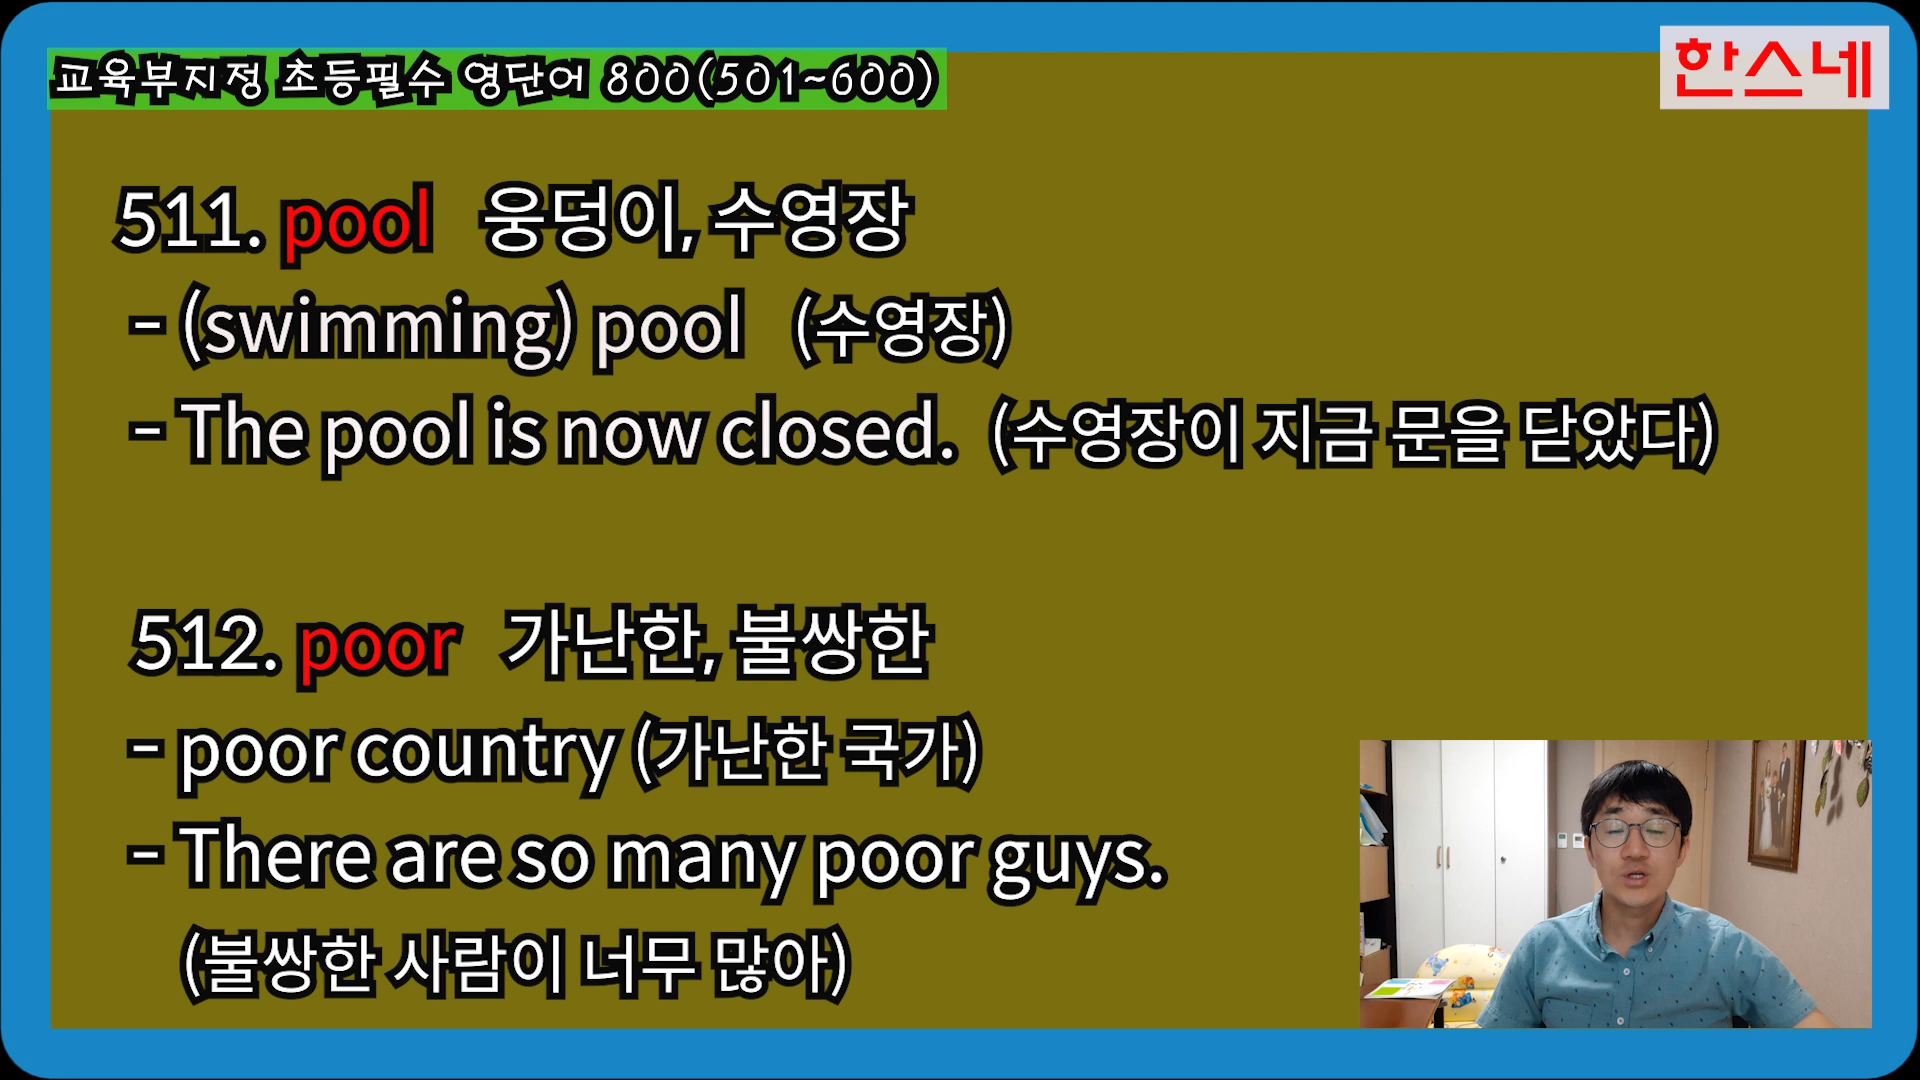 교육부지정 초등필수 영단어 800(501~600)
한스네
511. pool 웅덩이, 수영장
- (swimming) pool (수영장)
- The pool is now closed. (수영장이 지금 문을 닫았다)
512. poor 가난한, 불쌍한
- poor country (가난한 국가)
- There are so many poor guys.
(불쌍한 사람이 너무 많아)